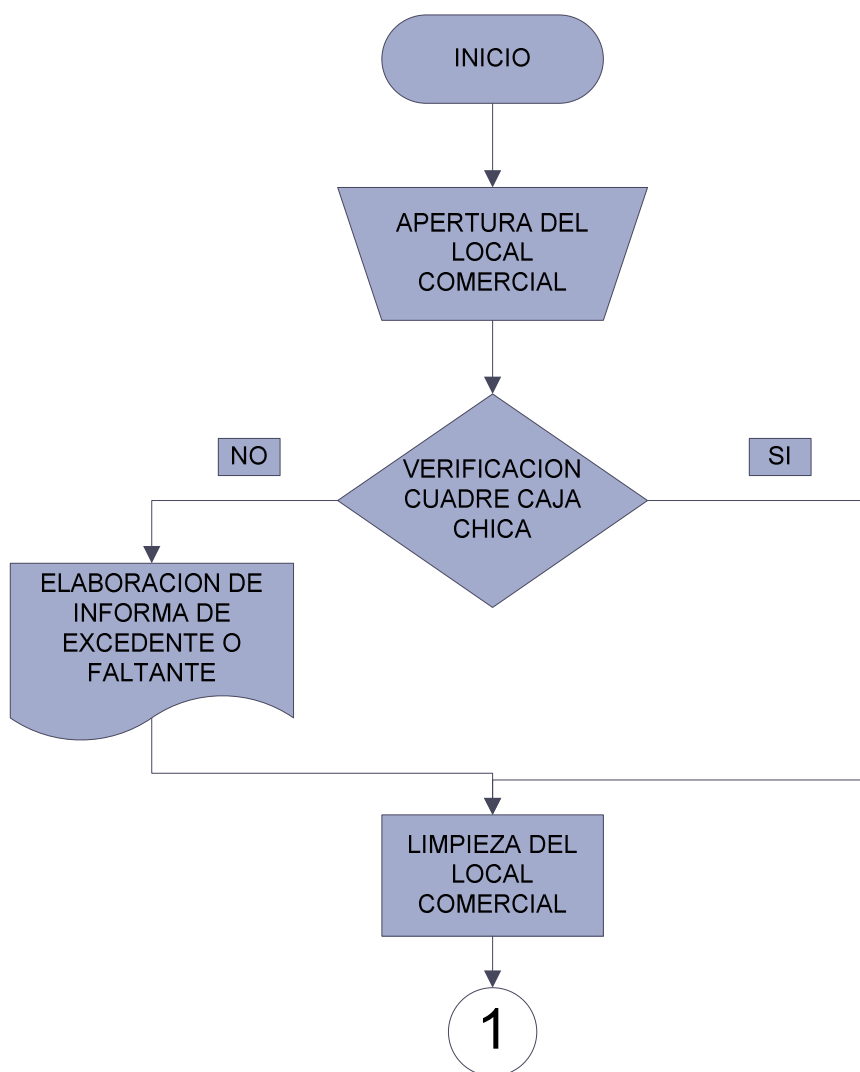 INICIO
APERTURA DEL
LOCAL
COMERCIAL
NO
SI
VERIFICACION
CUADRE CAJA
CHICA
ELABORACION DE
INFORMA DE
EXCEDENTE O
FALTANTE
LIMPIEZA DEL
LOCAL
COMERCIAL
1